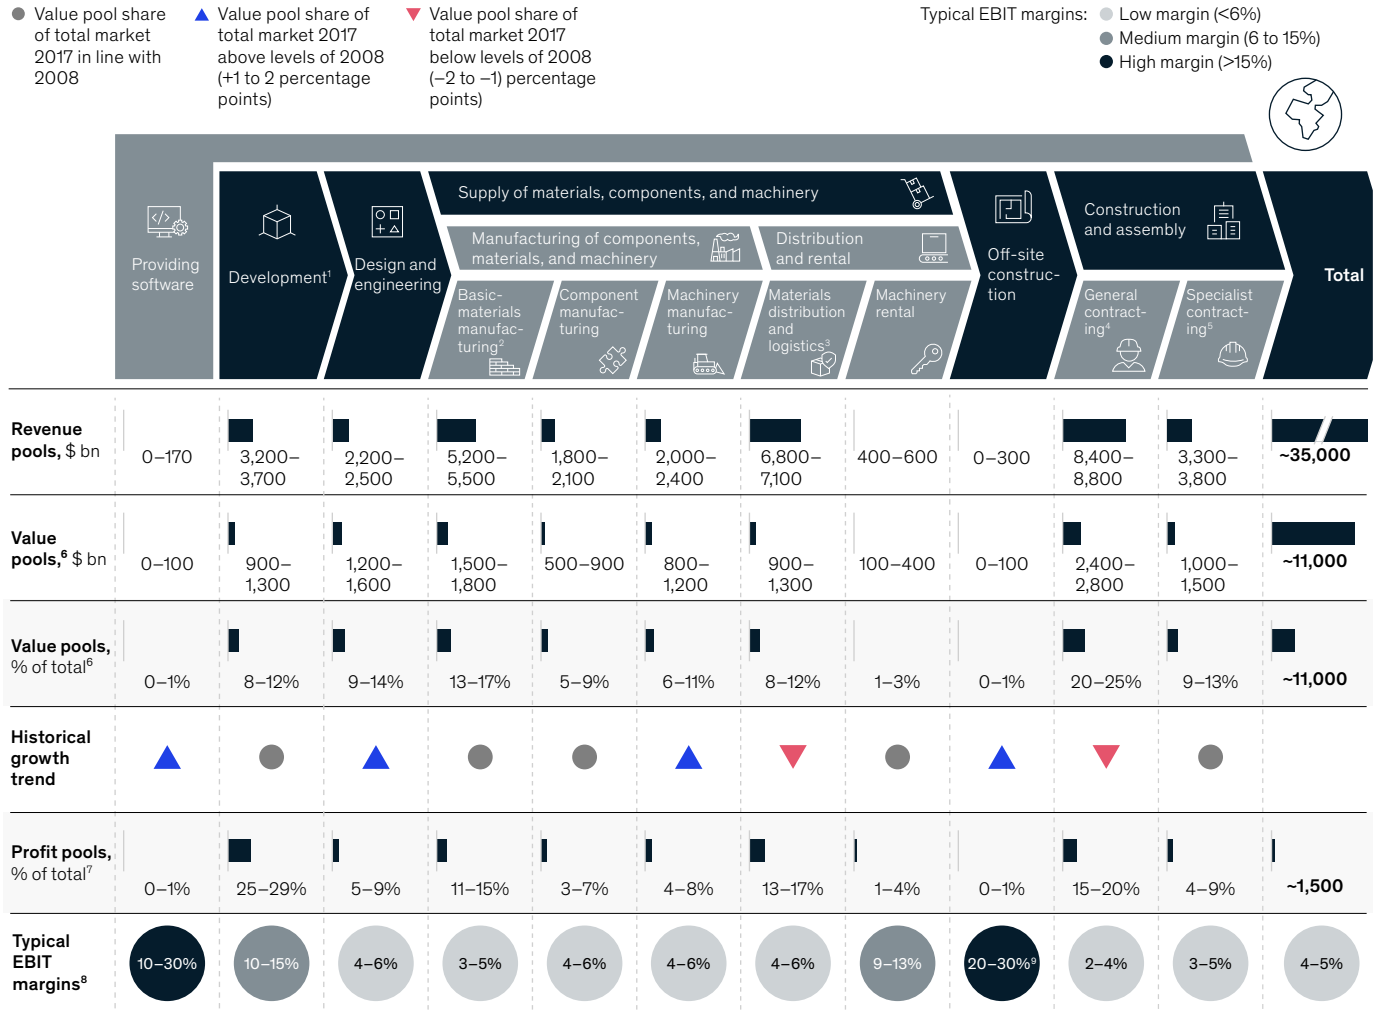 Value pool share
of total market
2017 in line with
2008
Value pool share of
total market 2017
above levels of 2008
(+1 to 2 percentage
points)
Value pool share of
total market 2017
below levels of 2008
(−2 to −1) percentage
points)
Typical EBIT margins:
Low margin (<6%)
Medium margin (6 to 15%)
High margin (>15%)
Providing
software
Development¹
Design and
engineering
Supply of materials, components, and machinery
Manufacturing of components,
materials, and machinery
Distribution
and rental
Basic-
materials
manufac-
turing²
Component
manufac-
turing
Machinery
manufac-
turing
Materials
distribution
and
logistics³
Machinery
rental
Off-site
construc-
tion
Construction
and assembly
General
contract-
ing⁴
Specialist
contract-
ing⁵
Total
Revenue
pools, $ bn
0–170
3,200–
3,700
2,200–
2,500
5,200–
5,500
1,800–
2,100
2,000–
2,400
6,800–
7,100
400–600
0–300
8,400–
8,800
3,300–
3,800
~35,000
Value
pools,⁶ $ bn
0–100
900–
1,300
1,200–
1,600
1,500–
1,800
500–900
800–
1,200
900–
1,300
100–400
0–100
2,400–
2,800
1,000–
1,500
~11,000
Value pools,
% of total⁶
0–1%
8–12%
9–14%
13–17%
5–9%
6–11%
8–12%
1–3%
0–1%
20–25%
9–13%
~11,000
Historical
growth
trend
Profit pools,
% of total⁷
0–1%
25–29%
5–9%
11–15%
3–7%
4–8%
13–17%
1–4%
0–1%
15–20%
4–9%
~1,500
Typical
EBIT
margins⁸
10–30%
10–15%
4–6%
3–5%
4–6%
4–6%
4–6%
9–13%
20–30%⁹
2–4%
3–5%
4–5%